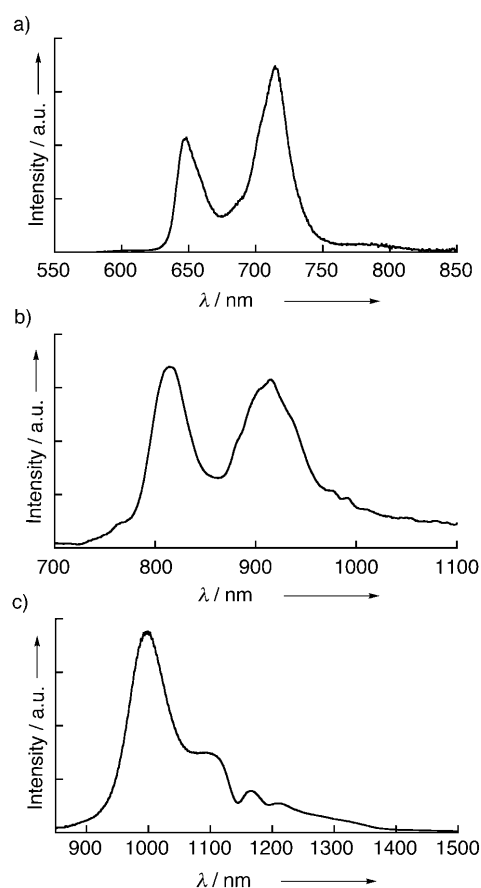 a)
Intensity / a.u.
550 600 650 700 750 800 850
λ / nm
b)
Intensity / a.u.
700 800 900 1000 1100
λ / nm
c)
Intensity / a.u.
900 1000 1100 1200 1300 1400 1500
λ / nm